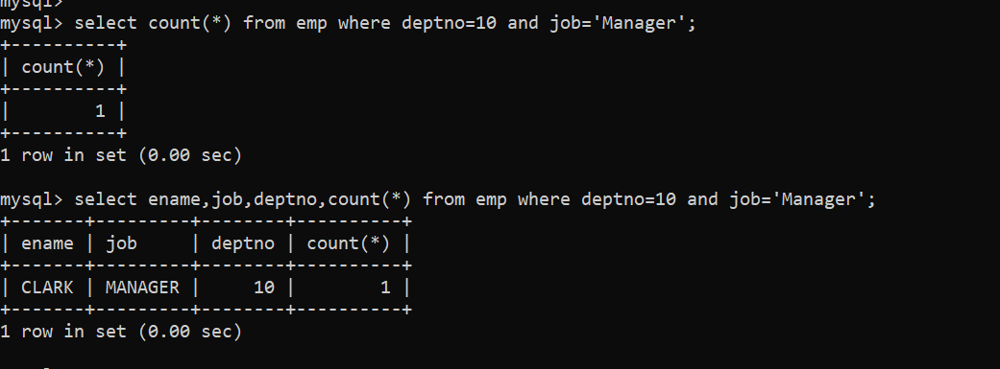 mysql>
mysql> select count(*) from emp where deptno=10 and job='Manager';
+----------+
| count(*) |
+----------+
|        1 |
+----------+
1 row in set (0.00 sec)
mysql> select ename,job,deptno,count(*) from emp where deptno=10 and job='Manager';
+-------+---------+--------+----------+
| ename | job     | deptno | count(*) |
+-------+---------+--------+----------+
| CLARK | MANAGER |     10 |        1 |
+-------+---------+--------+----------+
1 row in set (0.00 sec)